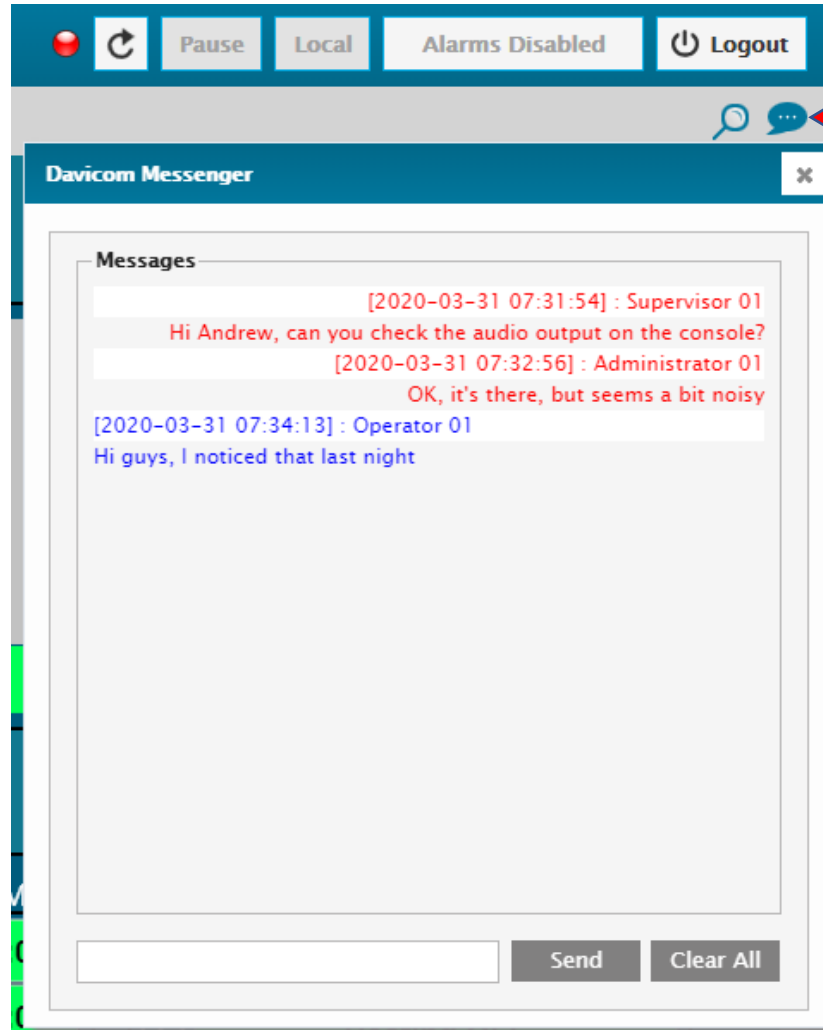 Pause Local Alarms Disabled Logout
Davicom Messenger
Messages
[2020-03-31 07:31:54] : Supervisor 01
Hi Andrew, can you check the audio output on the console?
[2020-03-31 07:32:56] : Administrator 01
OK, it's there, but seems a bit noisy
[2020-03-31 07:34:13] : Operator 01
Hi guys, I noticed that last night
Send Clear All